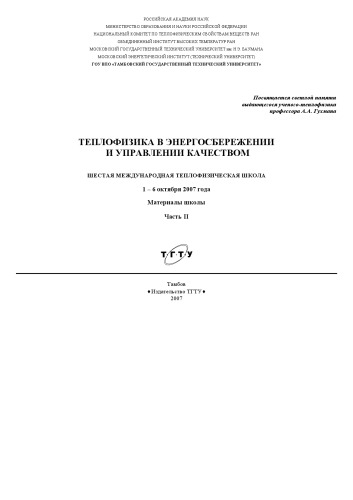 РОССИЙСКАЯ АКАДЕМИЯ НАУК
МИНИСТЕРСТВО ОБРАЗОВАНИЯ И НАУКИ РОССИЙСКОЙ ФЕДЕРАЦИИ
НАЦИОНАЛЬНЫЙ КОМИТЕТ ПО ТЕПЛОФИЗИЧЕСКИМ СВОЙСТВАМ ВЕЩЕСТВ РАН
ОБЪЕДИНЕННЫЙ ИНСТИТУТ ВЫСОКИХ ТЕМПЕРАТУР РАН
МОСКОВСКИЙ ГОСУДАРСТВЕННЫЙ ТЕХНИЧЕСКИЙ УНИВЕРСИТЕТ им. Н.Э. БАУМАНА
МОСКОВСКИЙ ЭНЕРГЕТИЧЕСКИЙ ИНСТИТУТ (ТЕХНИЧЕСКИЙ УНИВЕРСИТЕТ)
ГОУ ВПО «ТАМБОВСКИЙ ГОСУДАРСТВЕННЫЙ ТЕХНИЧЕСКИЙ УНИВЕРСИТЕТ»
Посвящается светлой памяти
выдающегося ученого-теплофизика
профессора А.А. Гухмана
ТЕПЛОФИЗИКА В ЭНЕРГОСБЕРЕЖЕНИИ
И УПРАВЛЕНИИ КАЧЕСТВОМ
ШЕСТАЯ МЕЖДУНАРОДНАЯ ТЕПЛОФИЗИЧЕСКАЯ ШКОЛА
1 – 6 октября 2007 года
Материалы школы
Часть II
Т·Г·Т·У
Тамбов
♦ Издательство ТГТУ ♦
2007